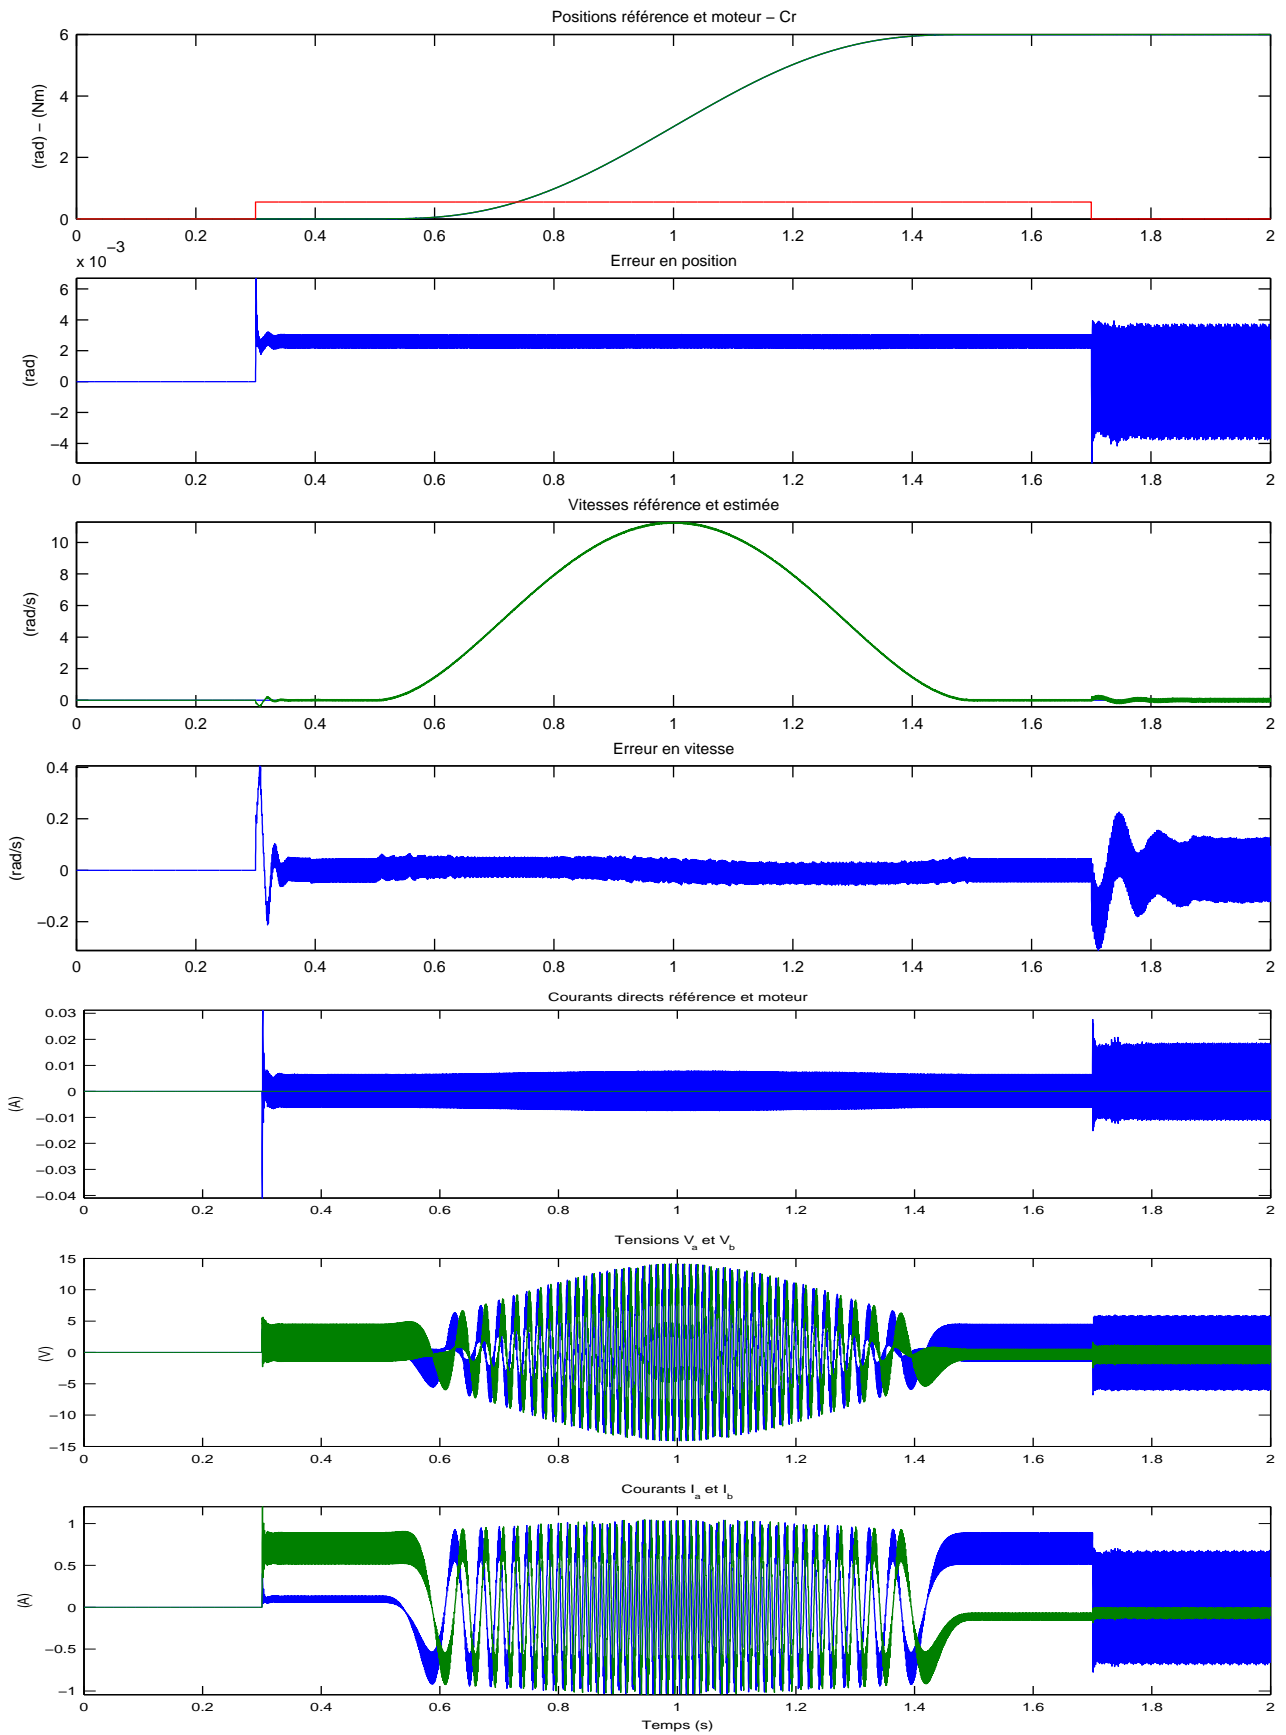 Positions référence et moteur – Cr
(rad) – (Nm)
6
4
2
0
0 0.2 0.4 0.6 0.8 1 1.2 1.4 1.6 1.8 2
x 10⁻³
Erreur en position
(rad)
6
4
2
0
−2
−4
0 0.2 0.4 0.6 0.8 1 1.2 1.4 1.6 1.8 2
Vitesses référence et estimée
(rad/s)
10
8
6
4
2
0
0 0.2 0.4 0.6 0.8 1 1.2 1.4 1.6 1.8 2
Erreur en vitesse
(rad/s)
0.4
0.2
0
−0.2
0 0.2 0.4 0.6 0.8 1 1.2 1.4 1.6 1.8 2
Courants directs référence et moteur
(A)
0.03
0.02
0.01
0
−0.01
−0.02
−0.03
−0.04
0 0.2 0.4 0.6 0.8 1 1.2 1.4 1.6 1.8 2
Tensions V_a et V_b
(V)
15
10
5
0
−5
−10
−15
0 0.2 0.4 0.6 0.8 1 1.2 1.4 1.6 1.8 2
Courants I_a et I_b
(A)
1
0.5
0
−0.5
−1
0 0.2 0.4 0.6 0.8 1 1.2 1.4 1.6 1.8 2
Temps (s)